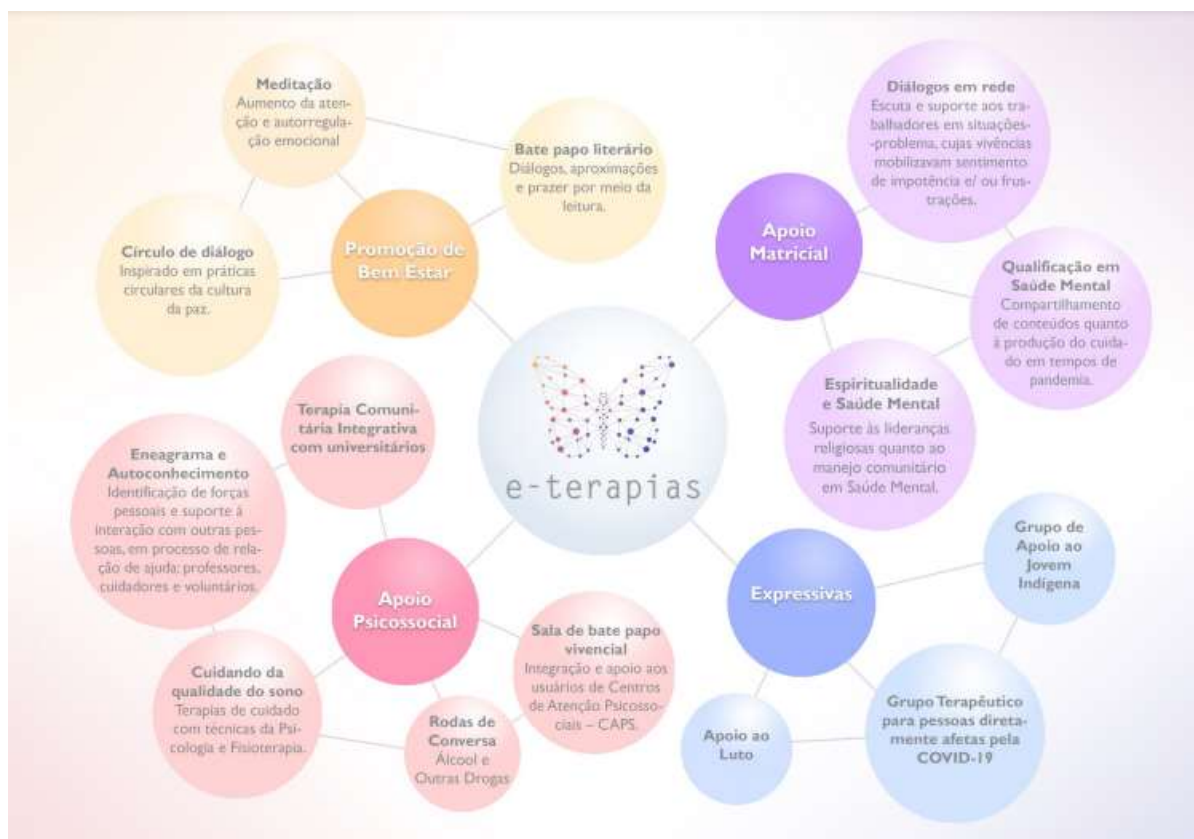 Meditação
Aumento da aten-
ção e autorregula-
ção emocional
Bate papo literário
Diálogos, aproximações
e prazer por meio da
leitura.
Círculo de diálogo
Inspirado em práticas
circulares da cultura
da paz.
Promoção de
Bem Estar
Diálogos em rede
Escuta e suporte aos tra-
balhadores em situações-
-problema, cujas vivências
mobilizavam sentimento
de impotência e/ ou frus-
trações.
Apoio
Matricial
Qualificação em
Saúde Mental
Compartilhamento
de conteúdos quanto
à produção do cuida-
do em tempos de
pandemia.
Espiritualidade
e Saúde Mental
Suporte às lideranças
religiosas quanto ao
manejo comunitário
em Saúde Mental.
e-terapias
Terapia Comuni-
tária Integrativa
com universitários
Eneagrama e
Autoconhecimento
Identificação de forças
pessoais e suporte à
interação com outras pes-
soas, em processo de rela-
ção de ajuda: professores,
cuidadores e voluntários.
Apoio
Psicossocial
Cuidando da
qualidade do sono
Terapias de cuidado
com técnicas da Psi-
cologia e Fisioterapia.
Rodas de
Conversa
Álcool e
Outras Drogas
Sala de bate papo
vivencial
Integração e apoio aos
usuários de Centros
de Atenção Psicosso-
ciais – CAPS.
Expressivas
Grupo de
Apoio ao
Jovem
Indígena
Grupo Terapêutico
para pessoas direta-
mente afetas pela
COVID-19
Apoio ao
Luto